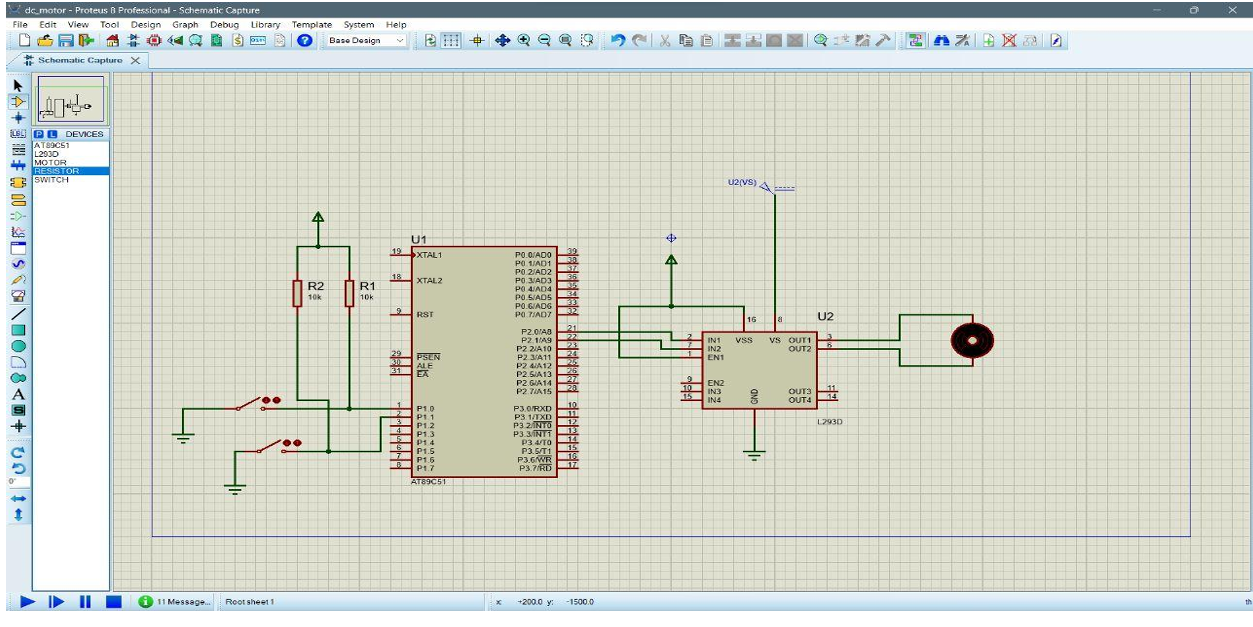 dc_motor - Proteus 8 Professional - Schematic Capture
File Edit View Tool Design Graph Debug Library Template System Help
Base Design
Schematic Capture
P L DEVICES
AT89C51
L293D
MOTOR
RESISTOR
SWITCH
U2(VS)
U1
19 XTAL1
18 XTAL2
9 RST
29 PSEN
30 ALE
31 EA
1 P1.0
2 P1.1
3 P1.2
4 P1.3
5 P1.4
6 P1.5
7 P1.6
8 P1.7
P0.0/AD0 39
P0.1/AD1 38
P0.2/AD2 37
P0.3/AD3 36
P0.4/AD4 35
P0.5/AD5 34
P0.6/AD6 33
P0.7/AD7 32
P2.0/A8 21
P2.1/A9 22
P2.2/A10 23
P2.3/A11 24
P2.4/A12 25
P2.5/A13 26
P2.6/A14 27
P2.7/A15 28
P3.0/RXD 10
P3.1/TXD 11
P3.2/INT0 12
P3.3/INT1 13
P3.4/T0 14
P3.5/T1 15
P3.6/WR 16
P3.7/RD 17
AT89C51
R2
10k
R1
10k
U2
16 8
VSS VS
2 IN1
7 IN2
1 EN1
9 EN2
10 IN3
15 IN4
OUT1 3
OUT2 6
OUT3 11
OUT4 14
GND
L293D
0°
11 Message...
Root sheet 1
x: +200.0 y: -1500.0
th